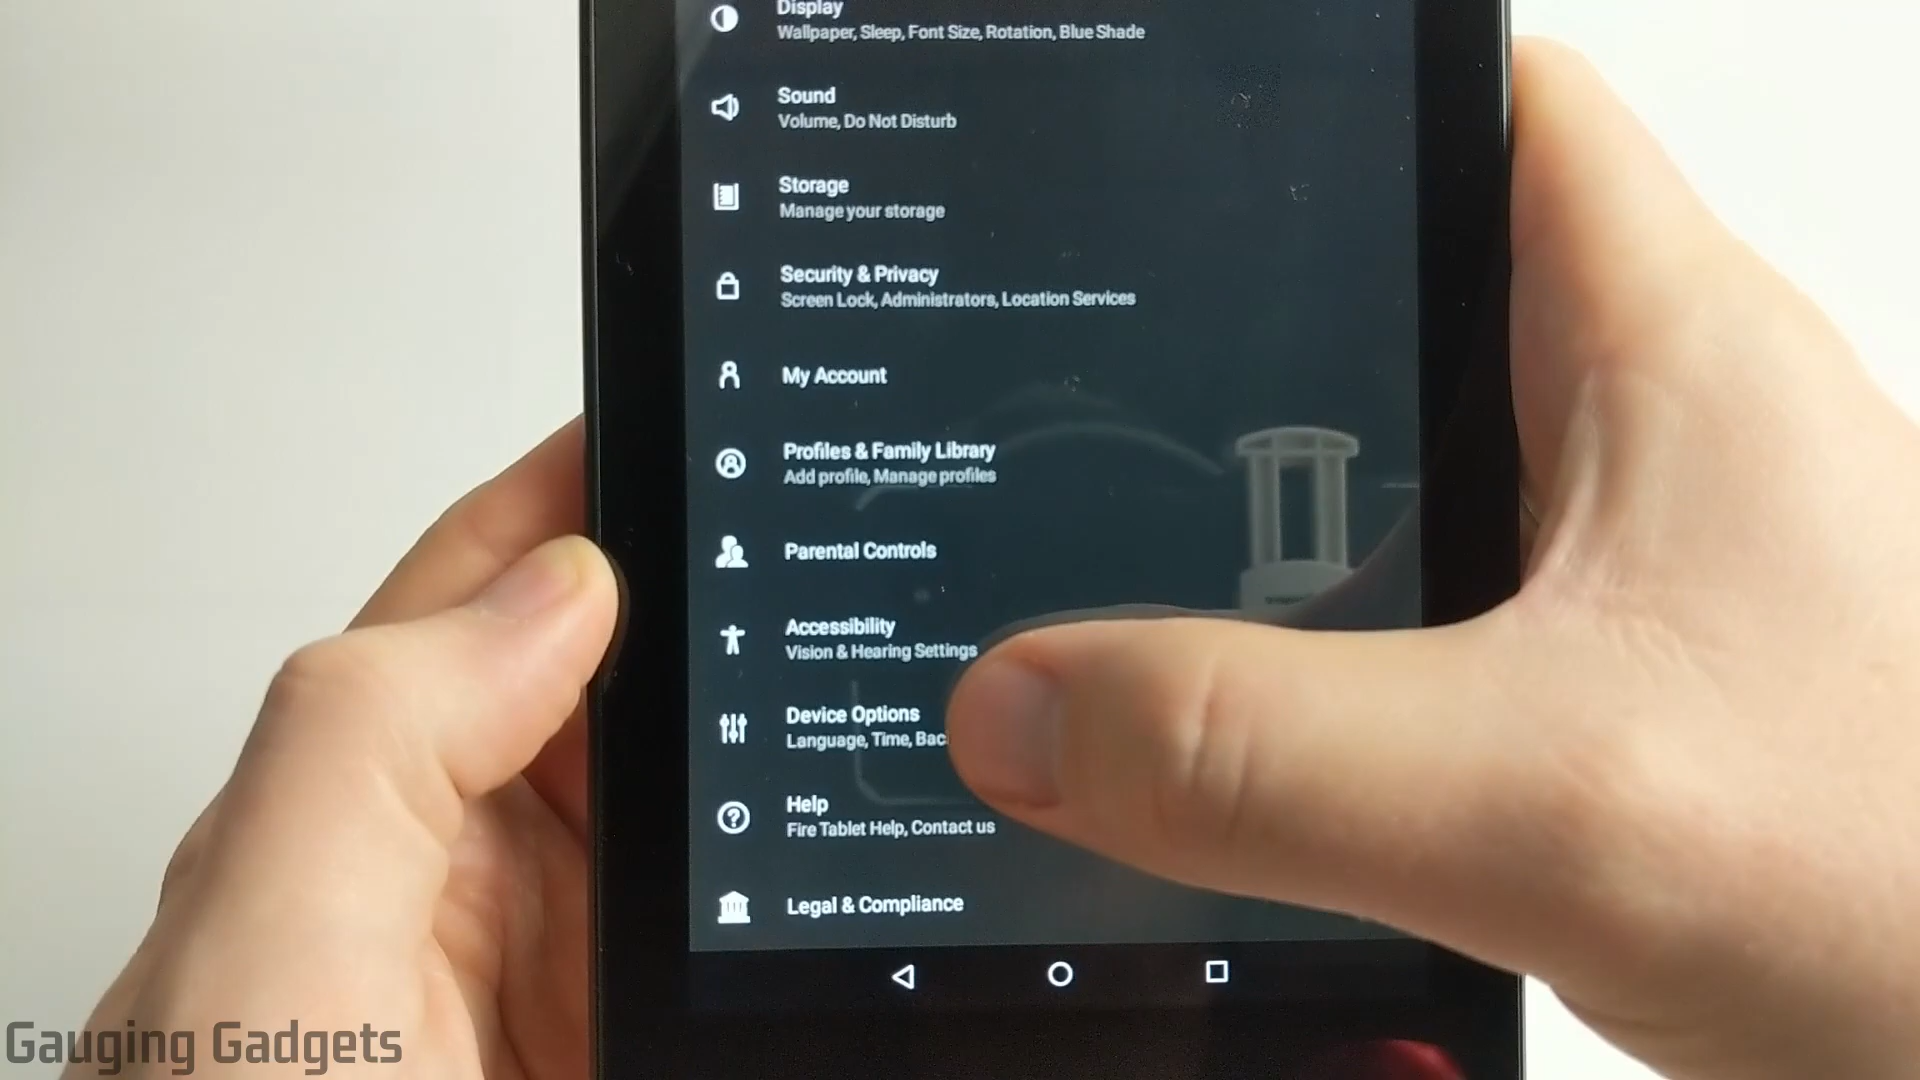 Display
Wallpaper, Sleep, Font Size, Rotation, Blue Shade
Sound
Volume, Do Not Disturb
Storage
Manage your storage
Security & Privacy
Screen Lock, Administrators, Location Services
My Account
Profiles & Family Library
Add profile, Manage profiles
Parental Controls
Accessibility
Vision & Hearing Settings
Device Options
Language, Time, Bac
Help
Fire Tablet Help, Contact us
Legal & Compliance
Gauging Gadgets